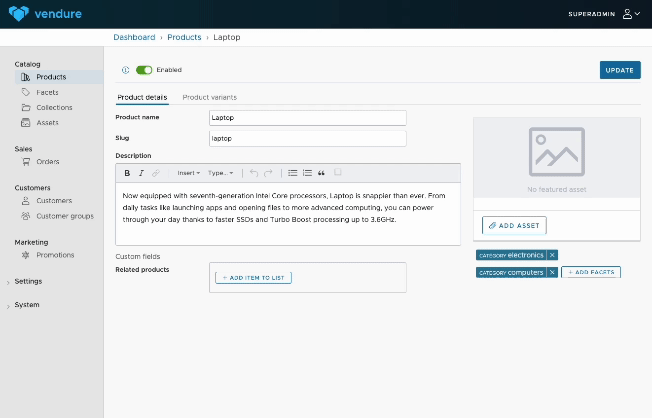 vendure
SUPERADMIN
Dashboard › Products › Laptop
Catalog
Products
Facets
Collections
Assets
Sales
Orders
Customers
Customers
Customer groups
Marketing
Promotions
Settings
System
Enabled
UPDATE
Product details Product variants
Product name Laptop
Slug laptop
Description
B I Insert Type...
Now equipped with seventh-generation Intel Core processors, Laptop is snappier than ever. From
daily tasks like launching apps and opening files to more advanced computing, you can power
through your day thanks to faster SSDs and Turbo Boost processing up to 3.6GHz.
Custom fields
Related products
+ ADD ITEM TO LIST
No featured asset
ADD ASSET
CATEGORY electronics ×
CATEGORY computers × + ADD FACETS